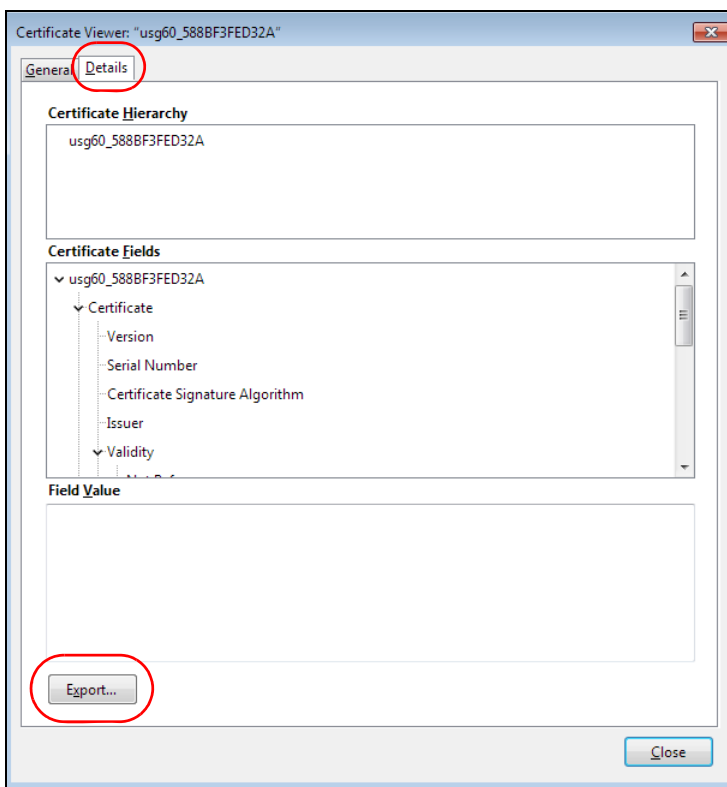 Certificate Viewer: "usg60_588BF3FED32A"
General Details
Certificate Hierarchy
usg60_588BF3FED32A
Certificate Fields
usg60_588BF3FED32A
Certificate
Version
Serial Number
Certificate Signature Algorithm
Issuer
Validity
Field Value
Export...
Close